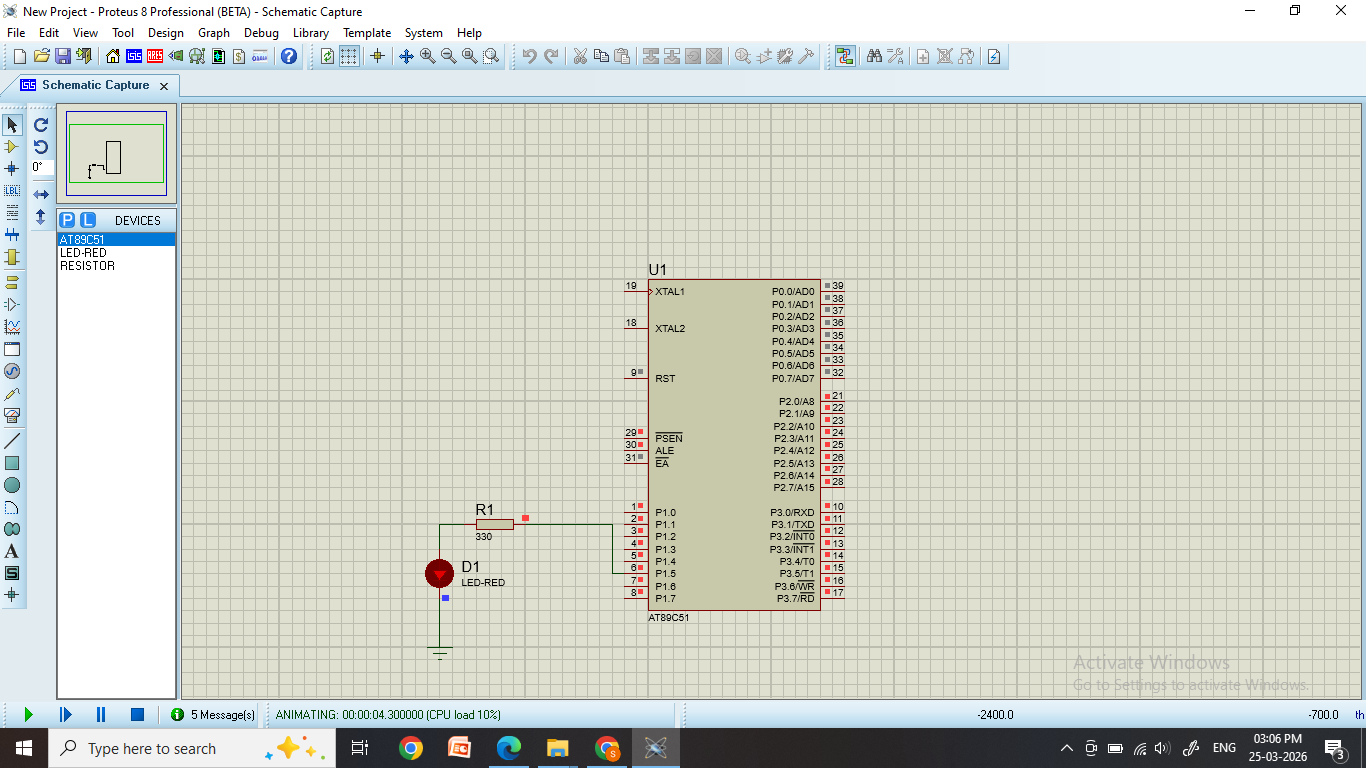 New Project - Proteus 8 Professional (BETA) - Schematic Capture
File Edit View Tool Design Graph Debug Library Template System Help
Schematic Capture
0°
LBL
P L DEVICES
AT89C51
LED-RED
RESISTOR
A
S
U1
19 XTAL1
18 XTAL2
9 RST
29 PSEN
30 ALE
31 EA
1 P1.0
2 P1.1
3 P1.2
4 P1.3
5 P1.4
6 P1.5
7 P1.6
8 P1.7
P0.0/AD0 39
P0.1/AD1 38
P0.2/AD2 37
P0.3/AD3 36
P0.4/AD4 35
P0.5/AD5 34
P0.6/AD6 33
P0.7/AD7 32
P2.0/A8 21
P2.1/A9 22
P2.2/A10 23
P2.3/A11 24
P2.4/A12 25
P2.5/A13 26
P2.6/A14 27
P2.7/A15 28
P3.0/RXD 10
P3.1/TXD 11
P3.2/INT0 12
P3.3/INT1 13
P3.4/T0 14
P3.5/T1 15
P3.6/WR 16
P3.7/RD 17
AT89C51
R1
330
D1
LED-RED
Activate Windows
Go to Settings to activate Windows.
5 Message(s) ANIMATING: 00:00:04.300000 (CPU load 10%) -2400.0 -700.0 th
Type here to search
ENG
03:06 PM
25-03-2026
3